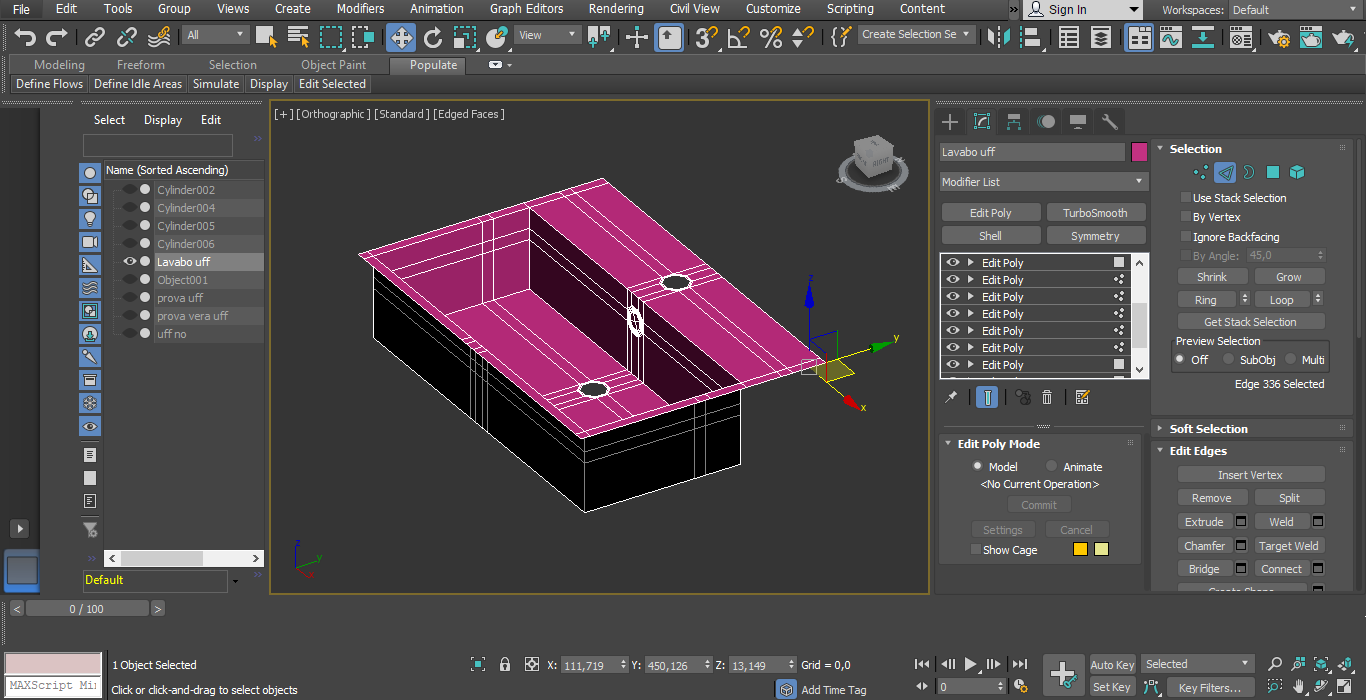 File Edit Tools Group Views Create Modifiers Animation Graph Editors Rendering Civil View Customize Scripting Content » Sign In Workspaces: Default
All View 3 Create Selection Se
Modeling Freeform Selection Object Paint Populate
Define Flows Define Idle Areas Simulate Display Edit Selected
Select Display Edit
Name (Sorted Ascending)
Cylinder002
Cylinder004
Cylinder005
Cylinder006
Lavabo uff
Object001
prova uff
prova vera uff
uff no
Default
[+] [Orthographic] [Standard] [Edged Faces]
RIGHT
z
y
x
z
y
x
Lavabo uff
Modifier List
Edit Poly TurboSmooth
Shell Symmetry
Edit Poly
Edit Poly
Edit Poly
Edit Poly
Edit Poly
Edit Poly
Edit Poly
Edit Poly Mode
Model Animate
<No Current Operation>
Commit
Settings Cancel
Show Cage
Selection
Use Stack Selection
By Vertex
Ignore Backfacing
By Angle: 45,0
Shrink Grow
Ring Loop
Get Stack Selection
Preview Selection
Off SubObj Multi
Edge 336 Selected
Soft Selection
Edit Edges
Insert Vertex
Remove Split
Extrude Weld
Chamfer Target Weld
Bridge Connect
Create Shape
< 0 / 100 >
1 Object Selected X: 111,719 Y: 450,126 Z: 13,149 Grid = 0,0 Auto Key Selected
MAXScript Mi Click or click-and-drag to select objects Add Time Tag 0 Set Key Key Filters...